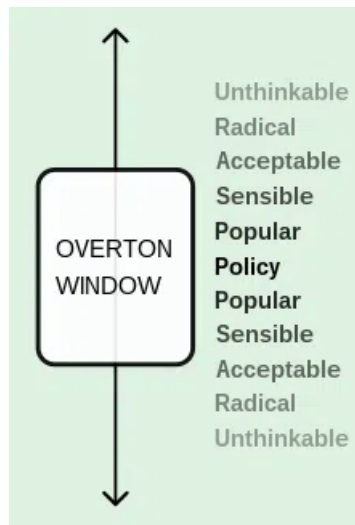 OVERTON
WINDOW
Unthinkable
Radical
Acceptable
Sensible
Popular
Policy
Popular
Sensible
Acceptable
Radical
Unthinkable